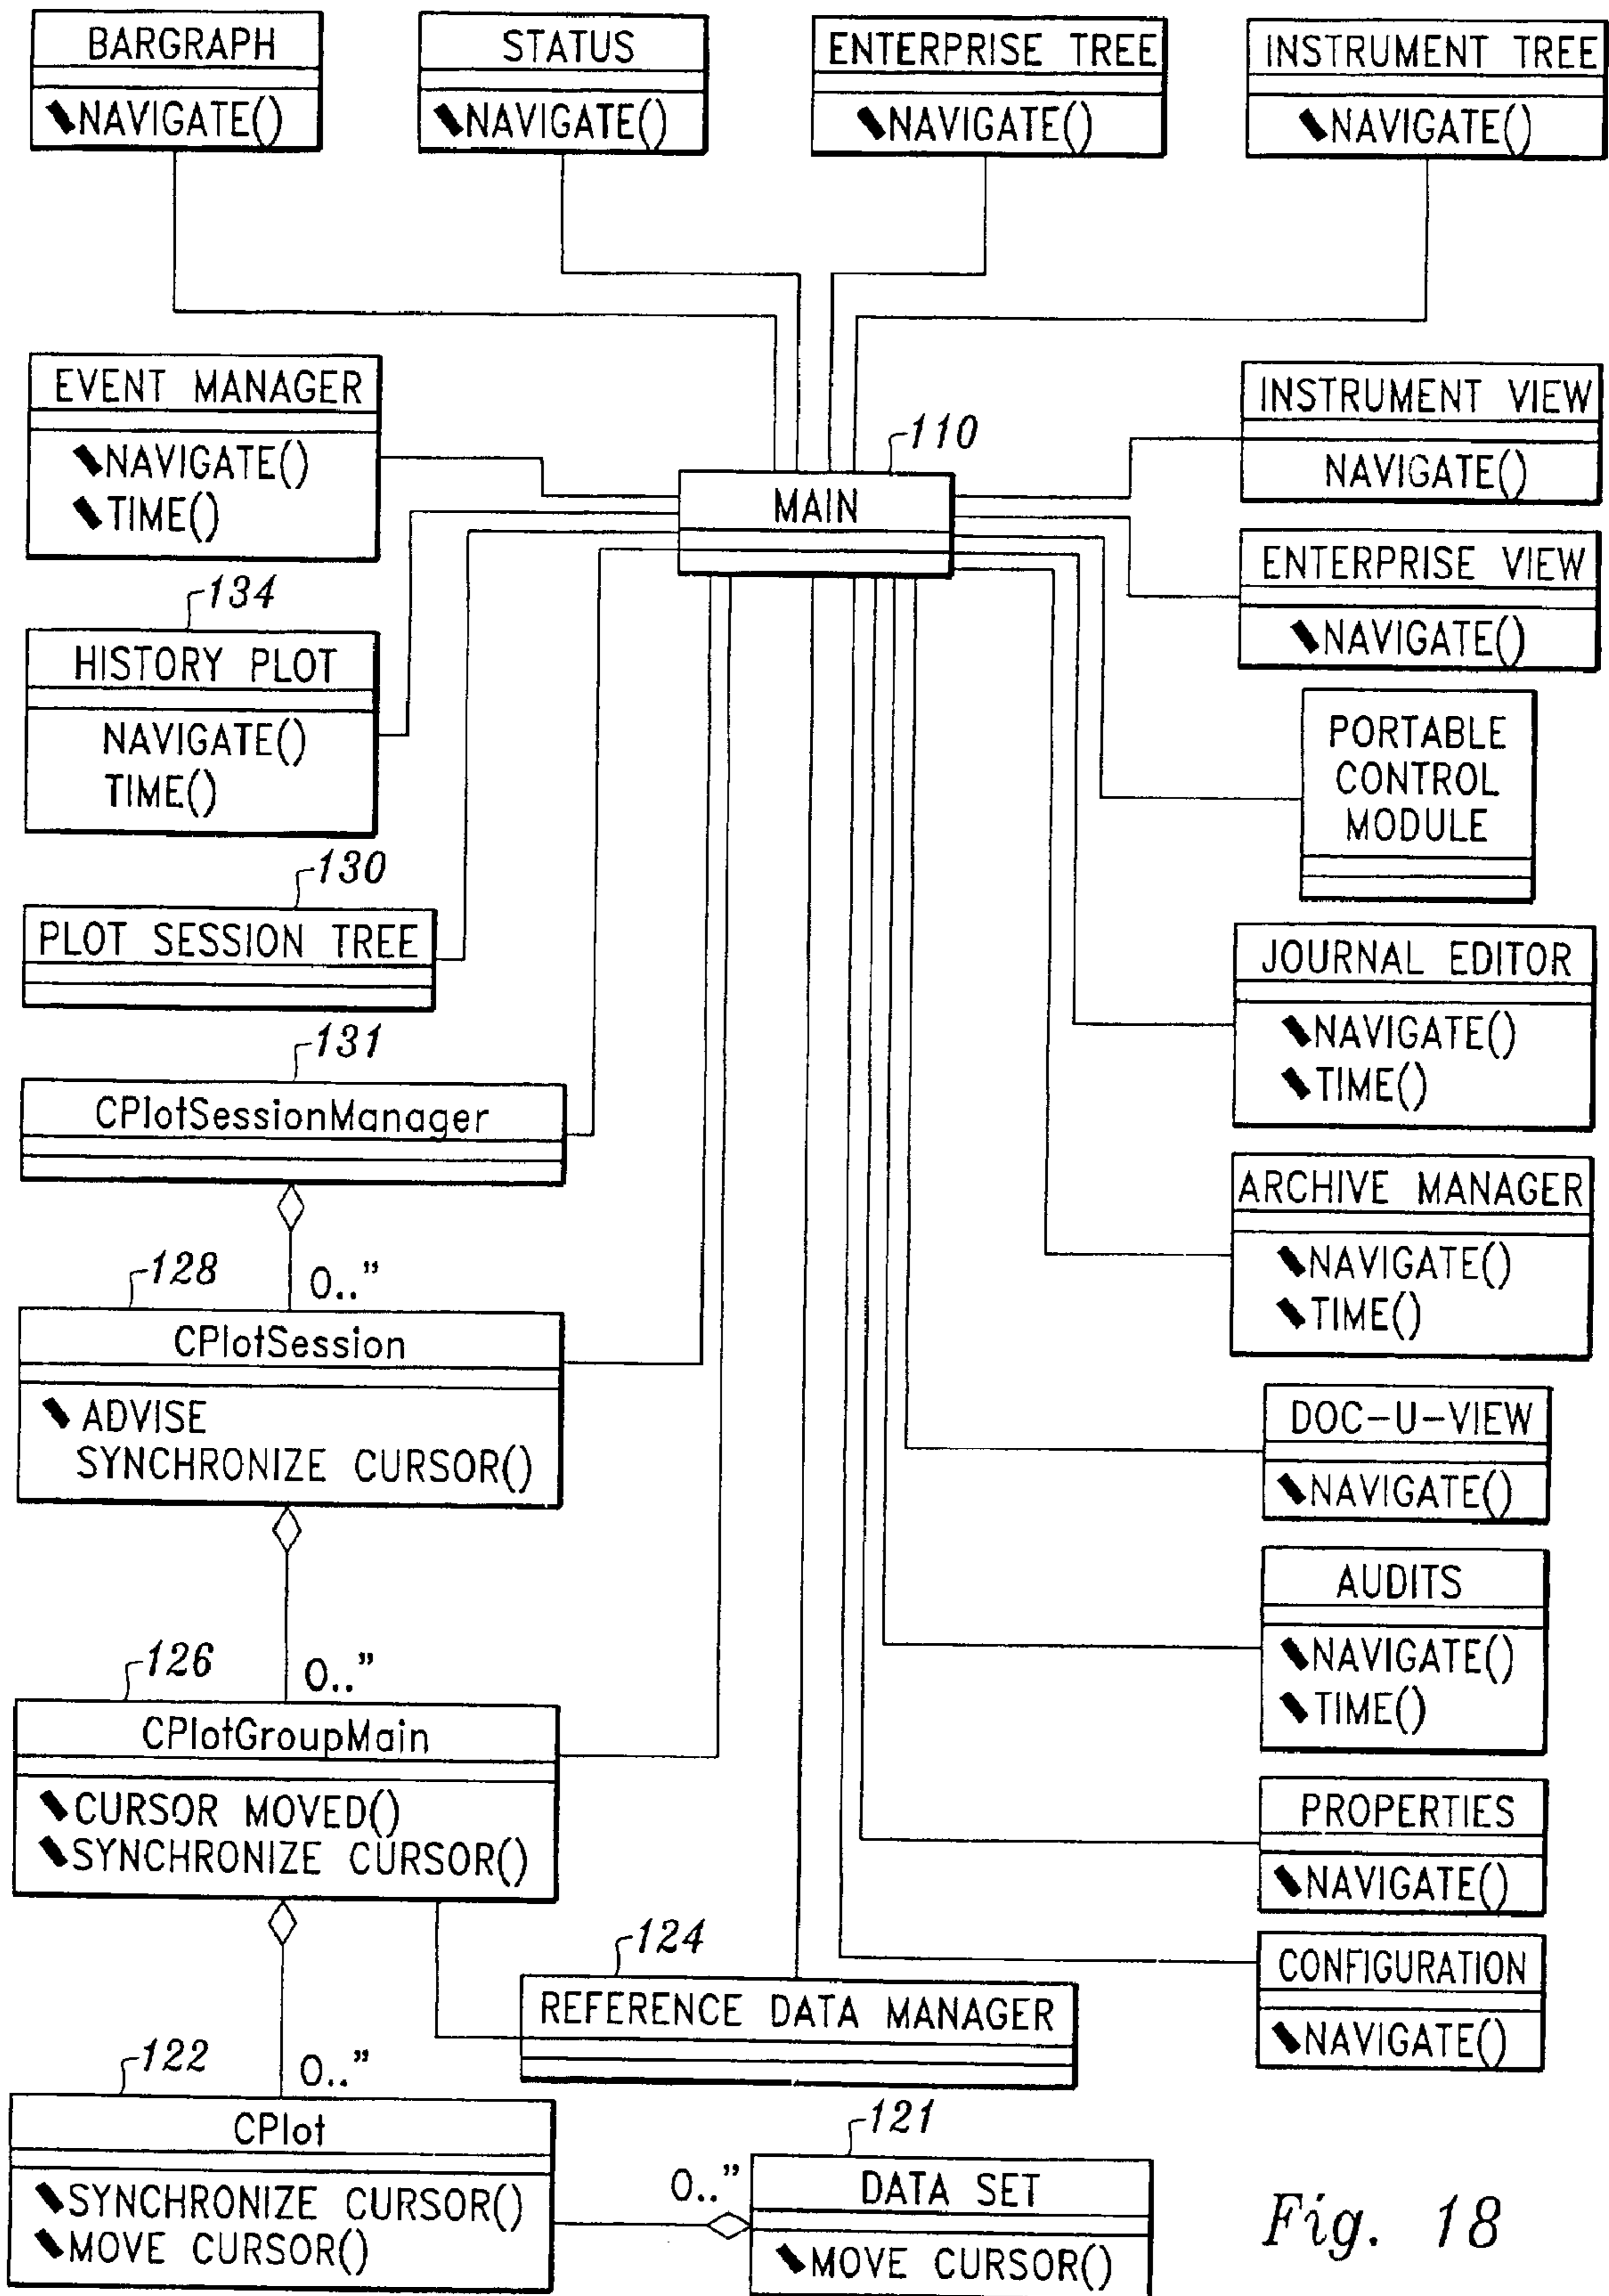 BARGRAPH
NAVIGATE()
STATUS
NAVIGATE()
ENTERPRISE TREE
NAVIGATE()
INSTRUMENT TREE
NAVIGATE()
EVENT MANAGER
NAVIGATE()
TIME()
110
MAIN
INSTRUMENT VIEW
NAVIGATE()
ENTERPRISE VIEW
NAVIGATE()
134
HISTORY PLOT
NAVIGATE()
TIME()
PORTABLE
CONTROL
MODULE
130
PLOT SESSION TREE
JOURNAL EDITOR
NAVIGATE()
TIME()
131
CPlotSessionManager
ARCHIVE MANAGER
NAVIGATE()
TIME()
128
0.."
CPlotSession
ADVISE
SYNCHRONIZE CURSOR()
DOC-U-VIEW
NAVIGATE()
AUDITS
NAVIGATE()
TIME()
126
0.."
CPlotGroupMain
CURSOR MOVED()
SYNCHRONIZE CURSOR()
PROPERTIES
NAVIGATE()
124
REFERENCE DATA MANAGER
CONFIGURATION
NAVIGATE()
122
0.."
CPlot
SYNCHRONIZE CURSOR()
MOVE CURSOR()
0.."
121
DATA SET
MOVE CURSOR()
Fig. 18